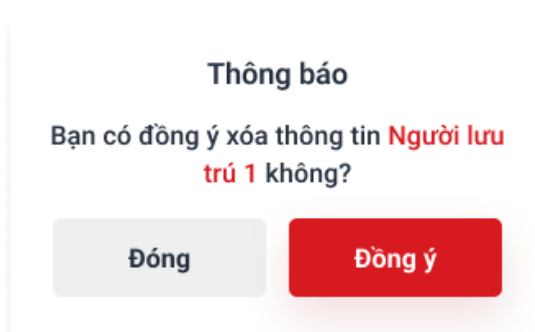 Thông báo
Bạn có đồng ý xóa thông tin Người lưu
trú 1 không?
Đóng
Đồng ý